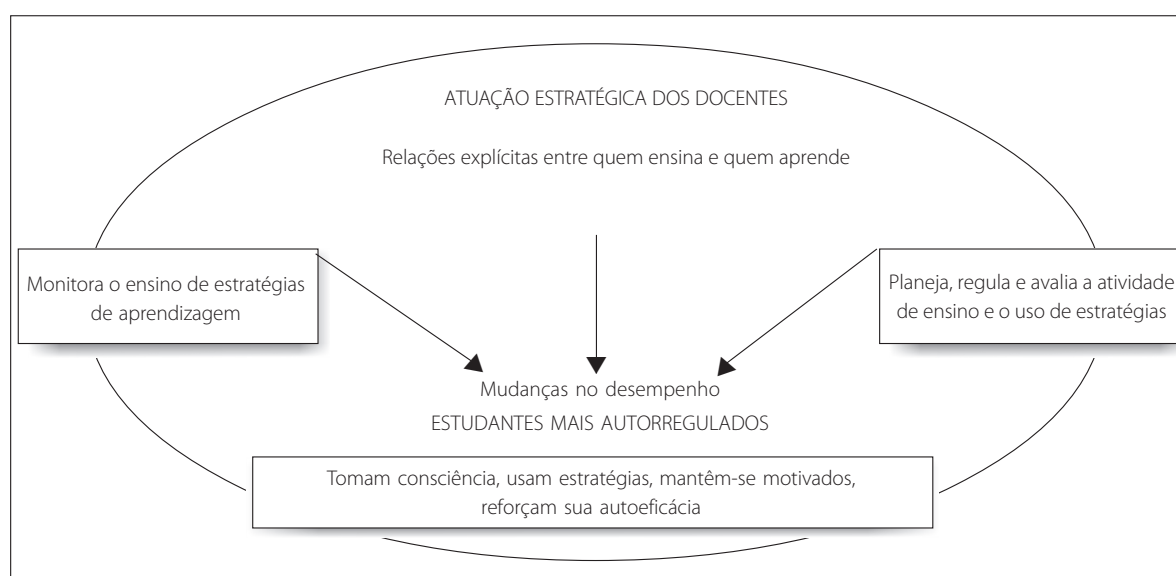 ATUAÇÃO ESTRATÉGICA DOS DOCENTES
Relações explícitas entre quem ensina e quem aprende
Monitora o ensino de estratégias
de aprendizagem
Planeja, regula e avalia a atividade
de ensino e o uso de estratégias
Mudanças no desempenho
ESTUDANTES MAIS AUTORREGULADOS
Tomam consciência, usam estratégias, mantêm-se motivados,
reforçam sua autoeficácia